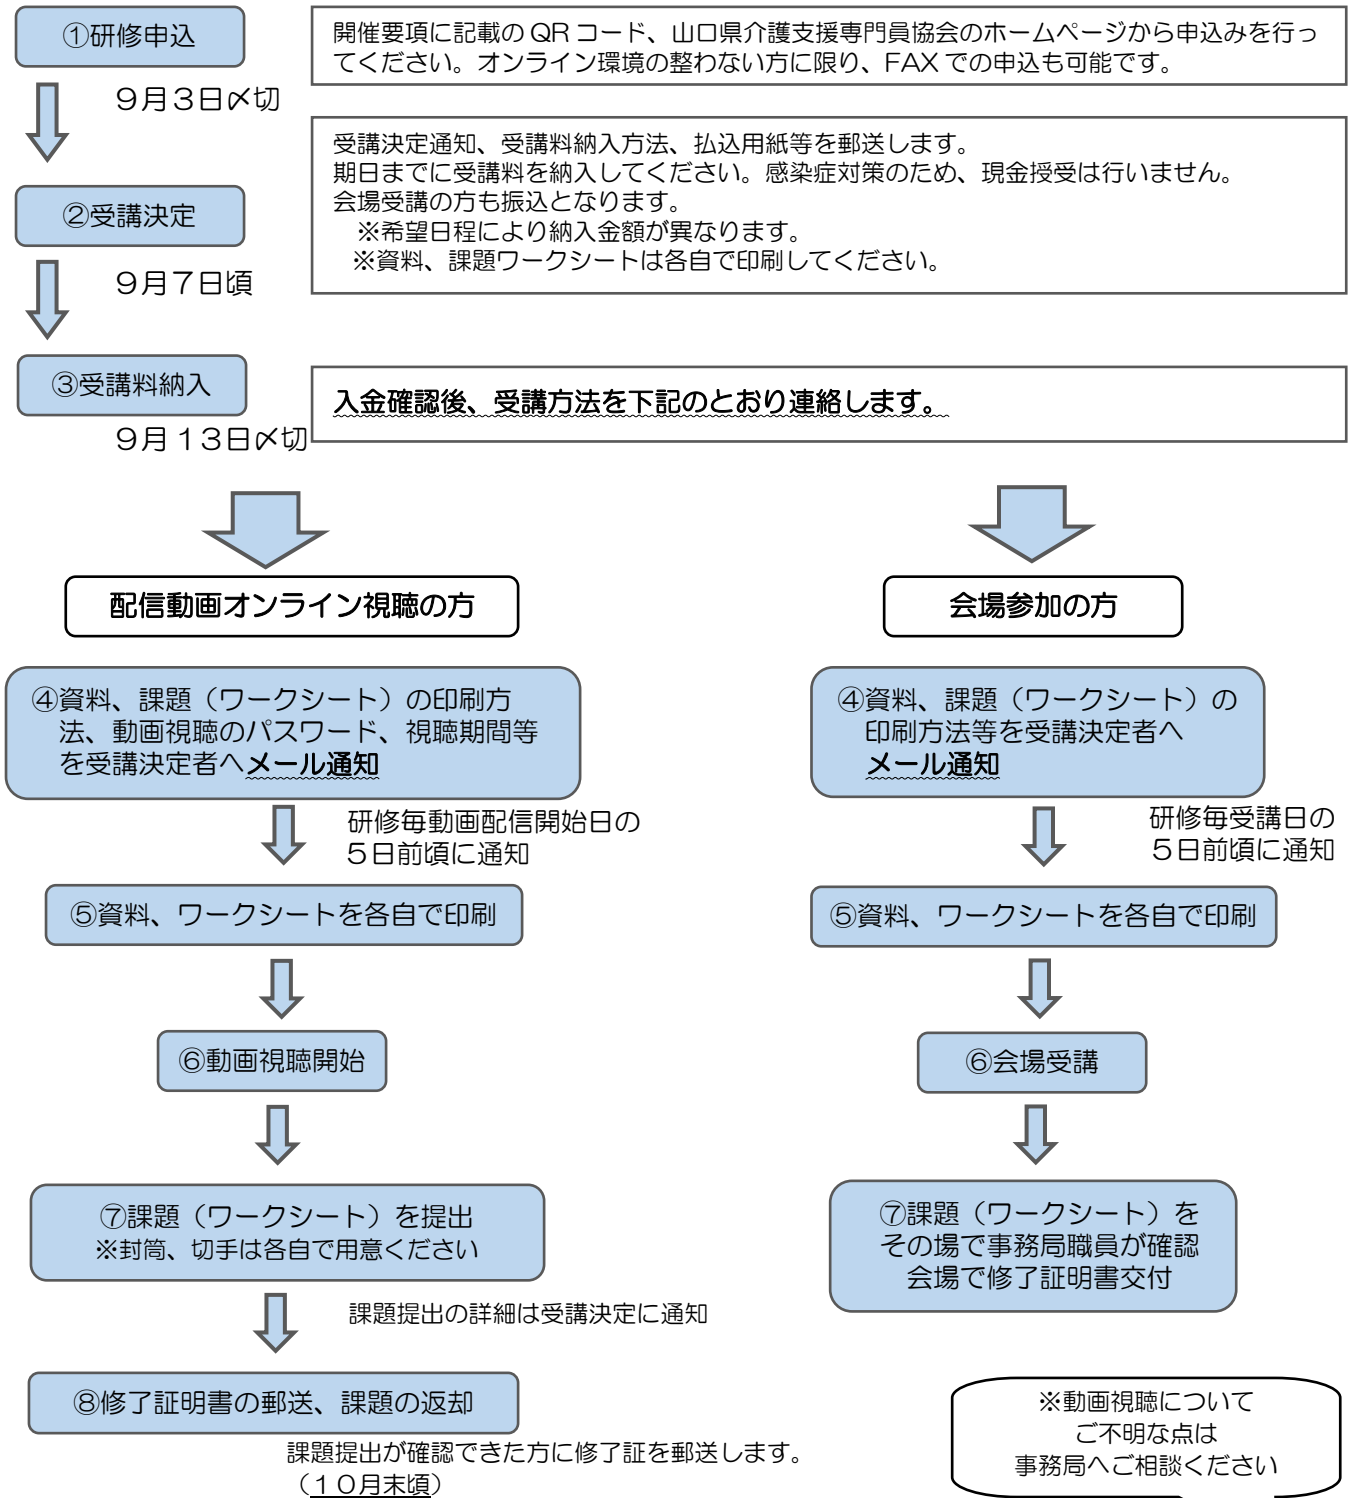 ①研修申込
開催要項に記載の QR コード、山口県介護支援専門員協会のホームページから申込みを行っ
てください。オンライン環境の整わない方に限り、FAX での申込も可能です。
９月３日〆切
受講決定通知、受講料納入方法、払込用紙等を郵送します。
期日までに受講料を納入してください。感染症対策のため、現金授受は行いません。
会場受講の方も振込となります。
※希望日程により納入金額が異なります。
※資料、課題ワークシートは各自で印刷してください。
②受講決定
９月７日頃
③受講料納入
入金確認後、受講方法を下記のとおり連絡します。
９月１３日〆切
配信動画オンライン視聴の方
④資料、課題（ワークシート）の印刷方
法、動画視聴のパスワード、視聴期間等
を受講決定者へメール通知
研修毎動画配信開始日の
５日前頃に通知
⑤資料、ワークシートを各自で印刷
⑥動画視聴開始
⑦課題（ワークシート）を提出
※封筒、切手は各自で用意ください
課題提出の詳細は受講決定に通知
⑧修了証明書の郵送、課題の返却
課題提出が確認できた方に修了証を郵送します。
（１０月末頃）
会場参加の方
④資料、課題（ワークシート）の
印刷方法等を受講決定者へ
メール通知
研修毎受講日の
５日前頃に通知
⑤資料、ワークシートを各自で印刷
⑥会場受講
⑦課題（ワークシート）を
その場で事務局職員が確認
会場で修了証明書交付
※動画視聴について
ご不明な点は
事務局へご相談ください